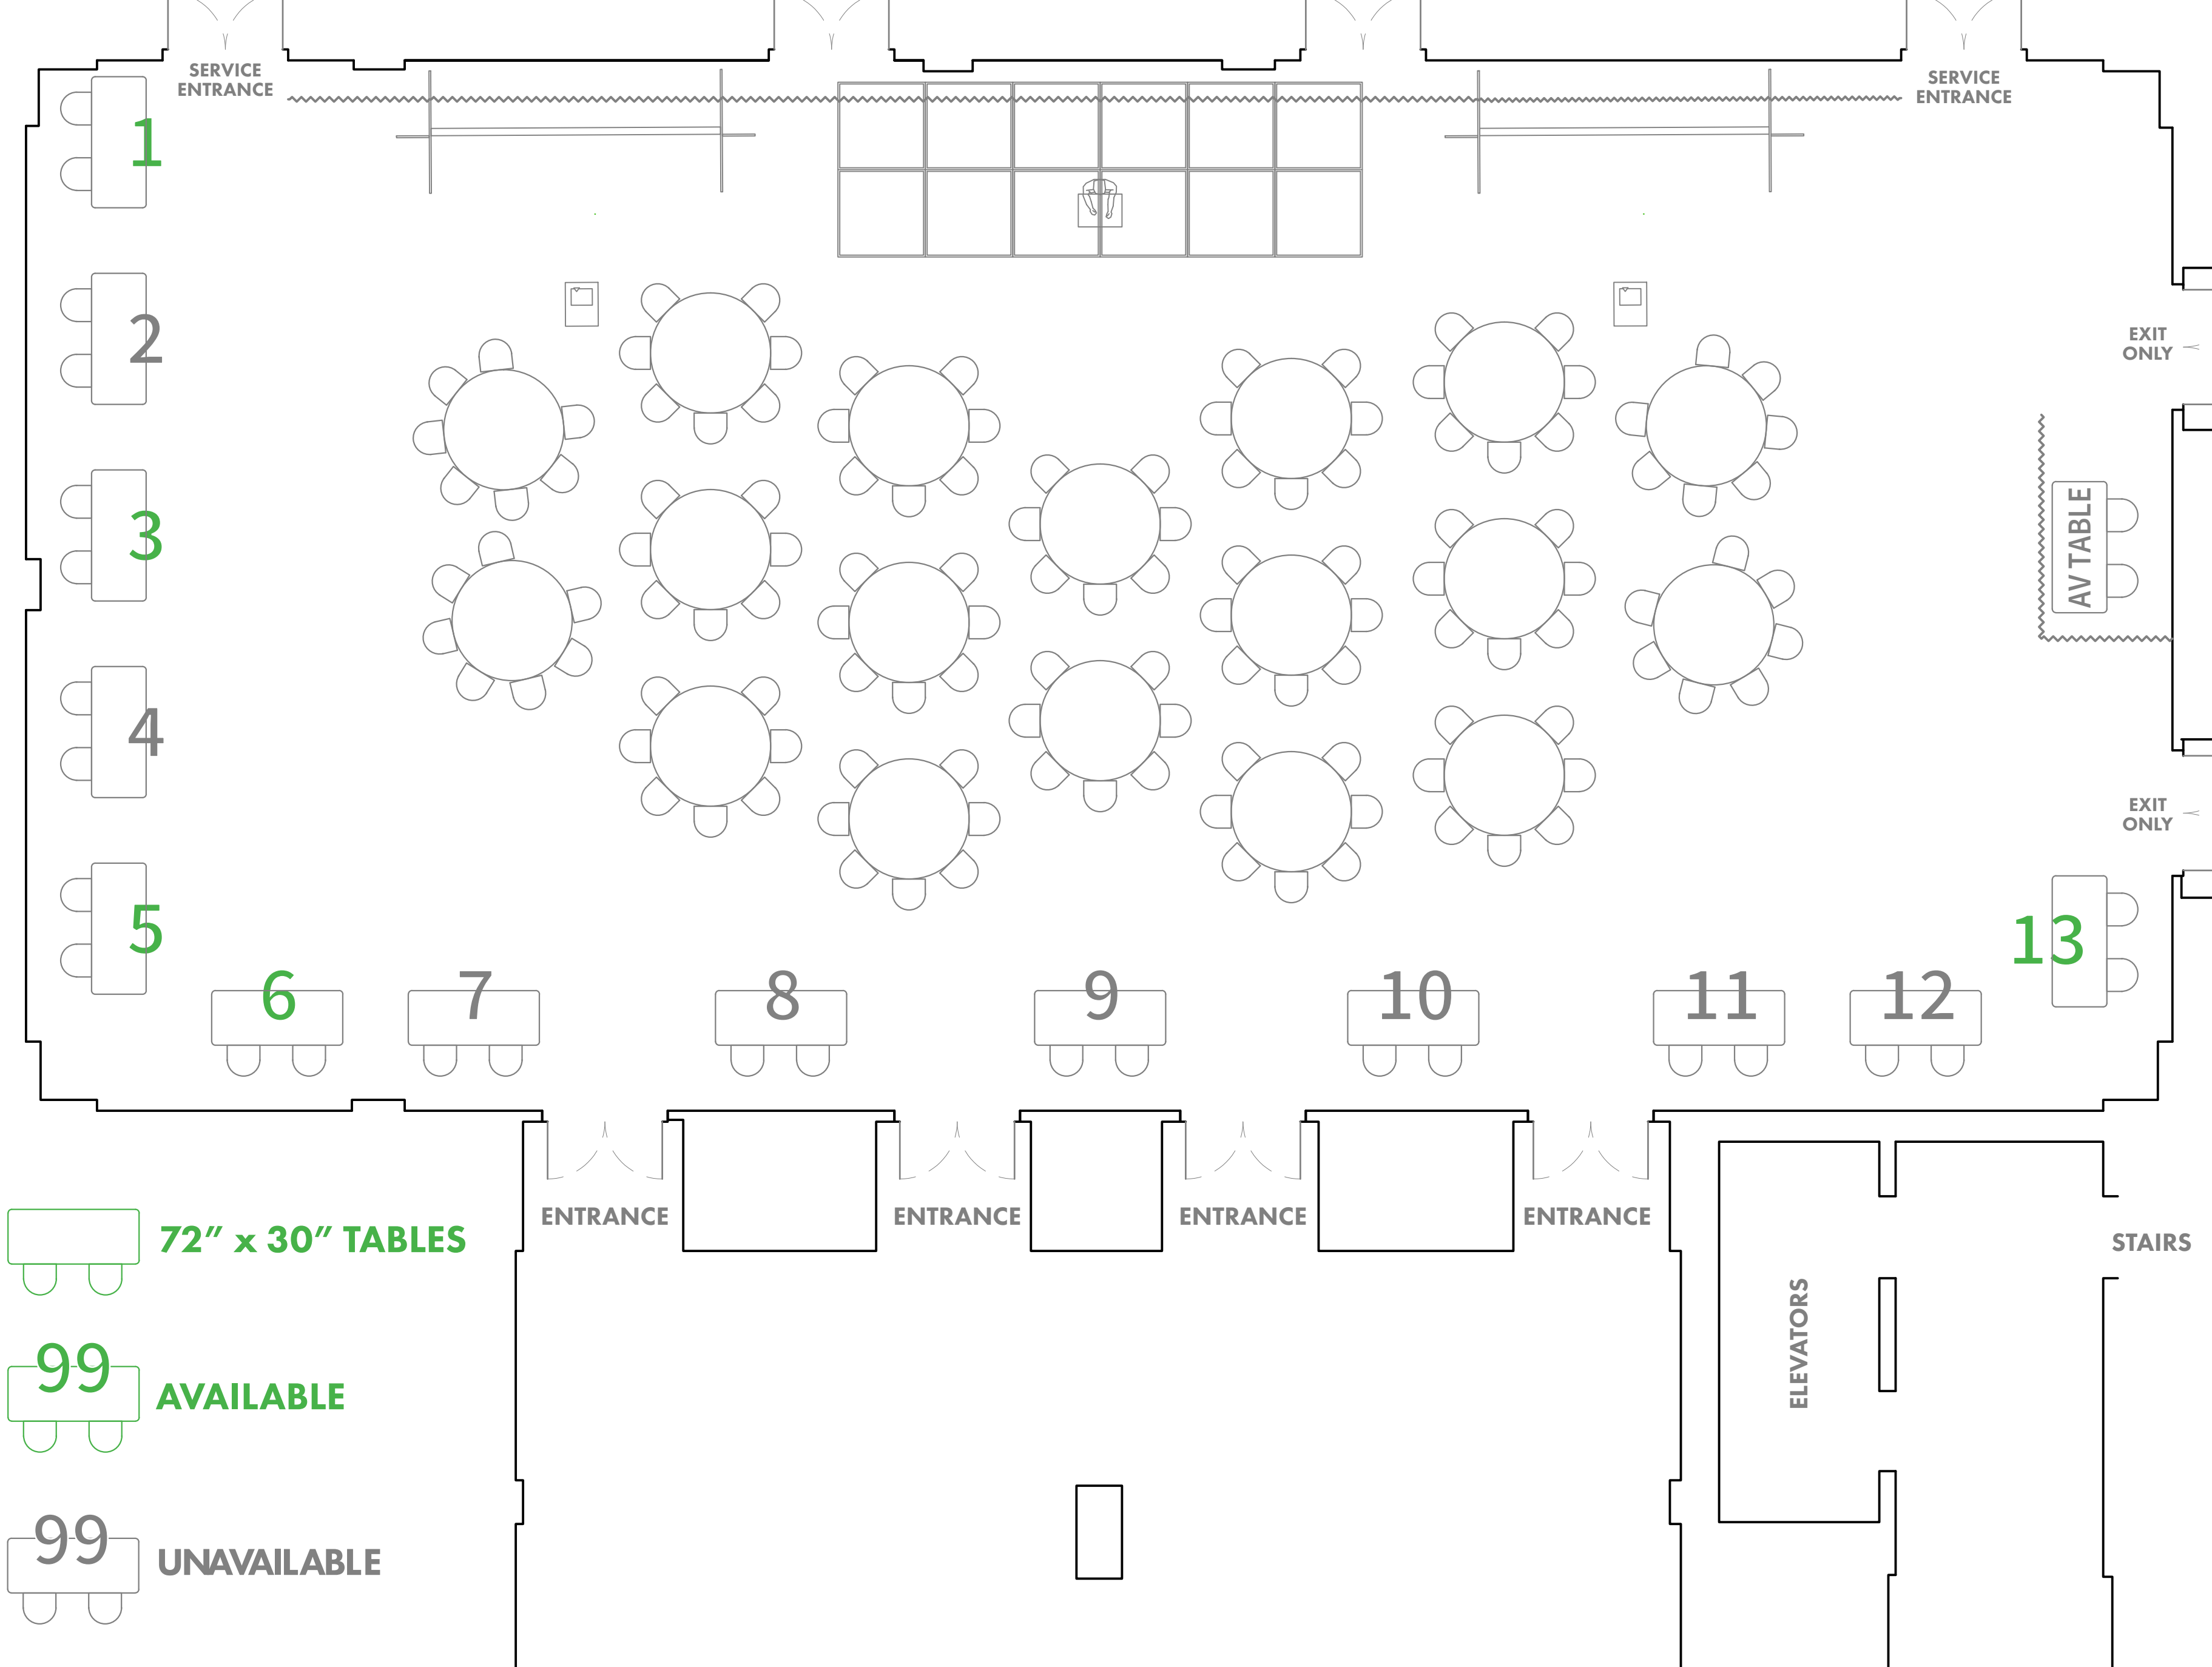 SERVICE
ENTRANCE
SERVICE
ENTRANCE
1
2
3
4
5
EXIT
ONLY
AV TABLE
EXIT
ONLY
13
6
7
8
9
10
11
12
ENTRANCE
ENTRANCE
ENTRANCE
ENTRANCE
ELEVATORS
STAIRS
72” x 30” TABLES
99
AVAILABLE
99
UNAVAILABLE